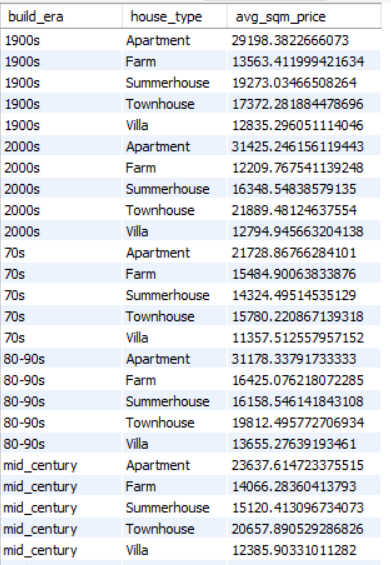 build_era house_type avg_sqm_price
1900s Apartment 29198.3822666073
1900s Farm 13563.411999421634
1900s Summerhouse 19273.03466508264
1900s Townhouse 17372.281884478696
1900s Villa 12835.296051114046
2000s Apartment 31425.246156119443
2000s Farm 12209.767541139248
2000s Summerhouse 16348.54838579135
2000s Townhouse 21889.48124637554
2000s Villa 12794.945663204138
70s Apartment 21728.86766284101
70s Farm 15484.90063833876
70s Summerhouse 14324.49514535129
70s Townhouse 15780.220867139318
70s Villa 11357.512557957152
80-90s Apartment 31178.33791733333
80-90s Farm 16425.076218072285
80-90s Summerhouse 16158.546141843108
80-90s Townhouse 19812.495772706934
80-90s Villa 13655.27639193461
mid_century Apartment 23637.614723375515
mid_century Farm 14066.28360413793
mid_century Summerhouse 15120.413096734073
mid_century Townhouse 20657.890529286826
mid_century Villa 12385.90331011282